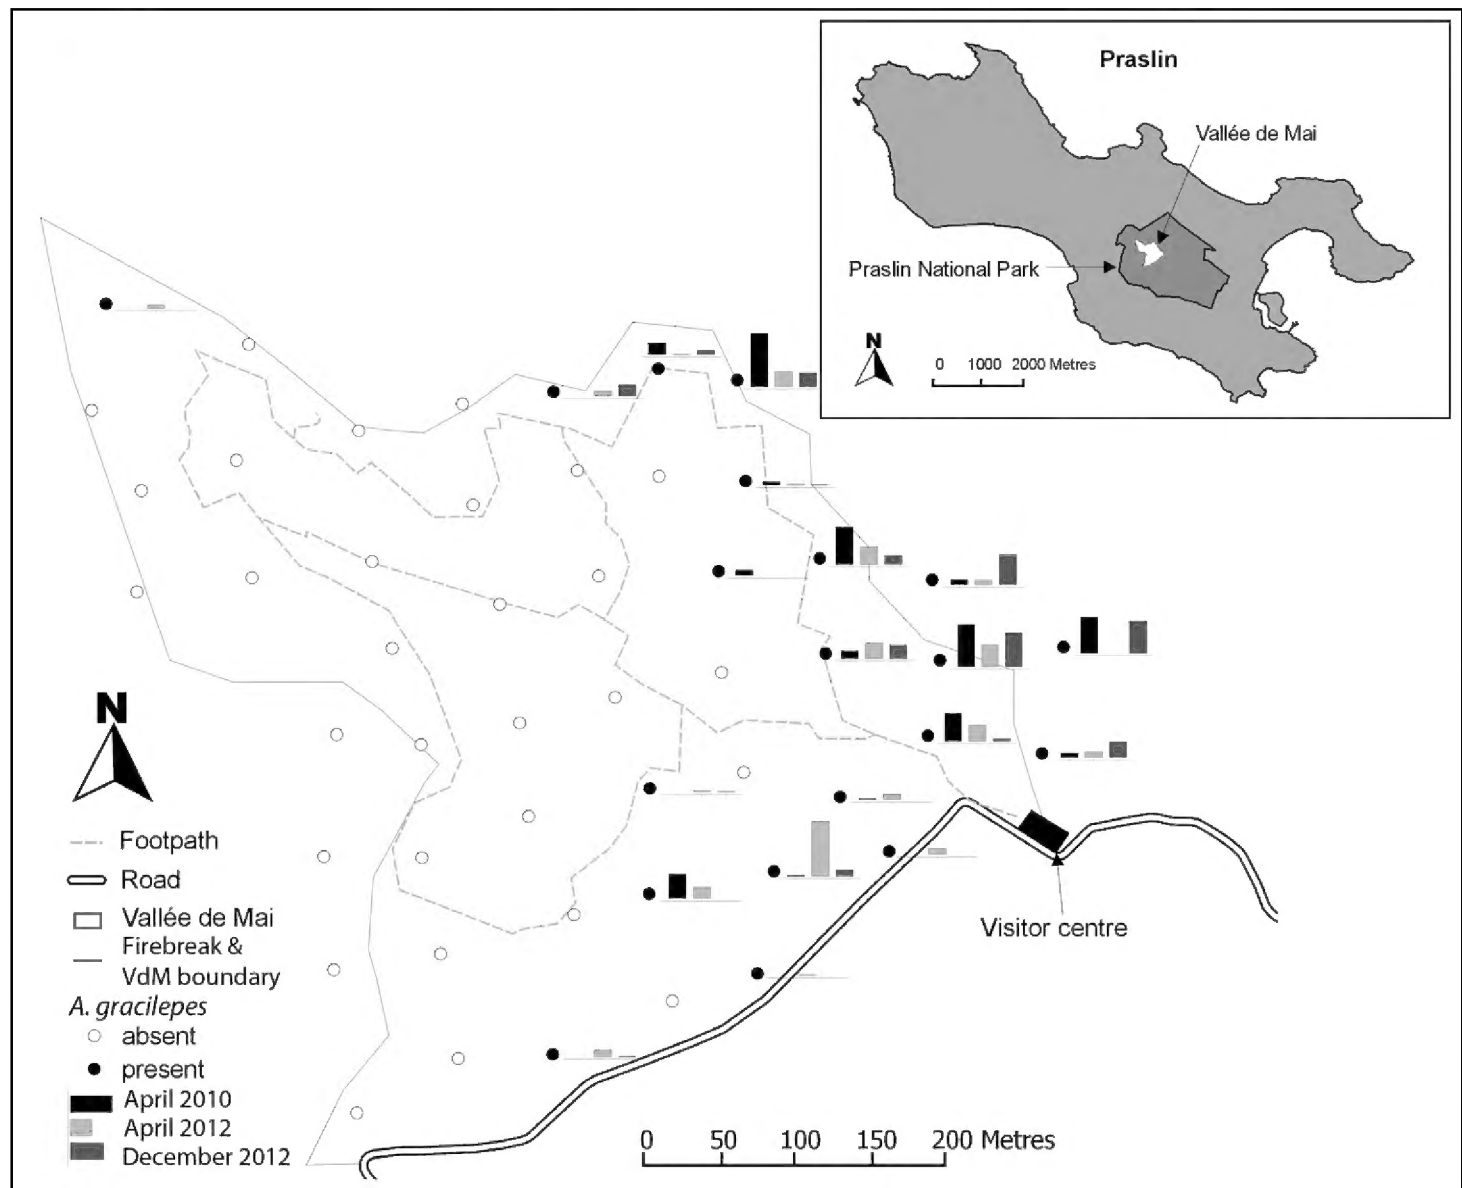 Praslin
Vallée de Mai
Praslin National Park
N
0 1000 2000 Metres
N
Footpath
Road
Vallée de Mai
Firebreak &
VdM boundary
A. gracilepes
absent
present
April 2010
April 2012
December 2012
Visitor centre
0 50 100 150 200 Metres